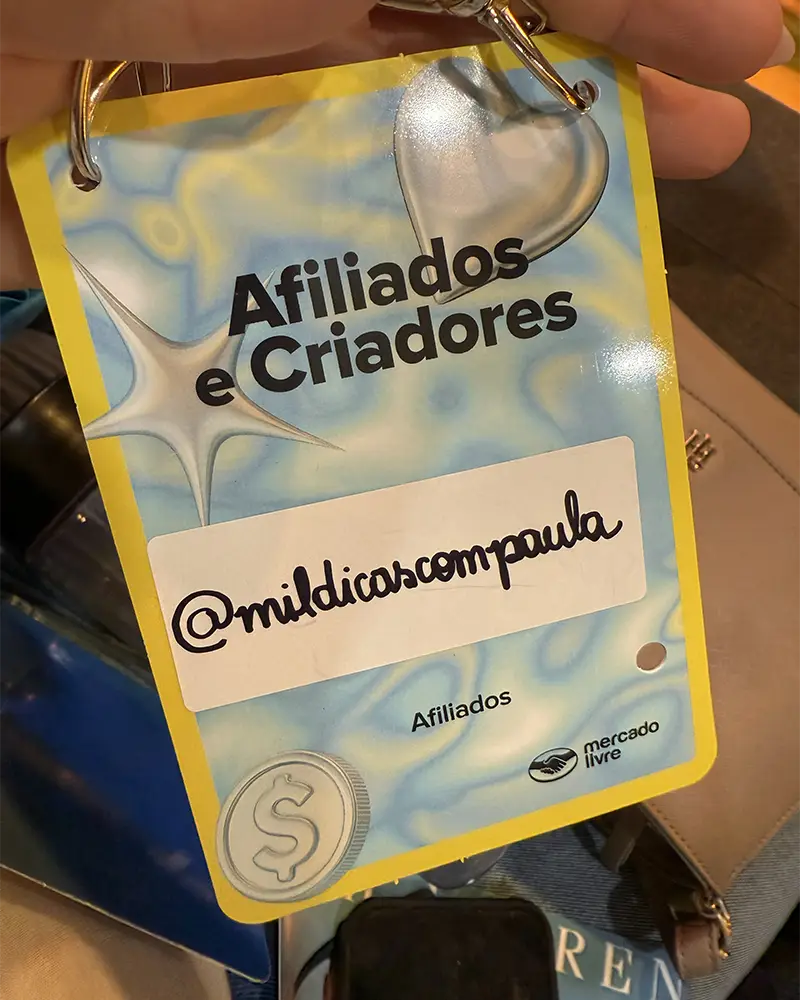 Afiliados
e Criadores
@mildicascompaula
Afiliados
mercado
livre
$
REN